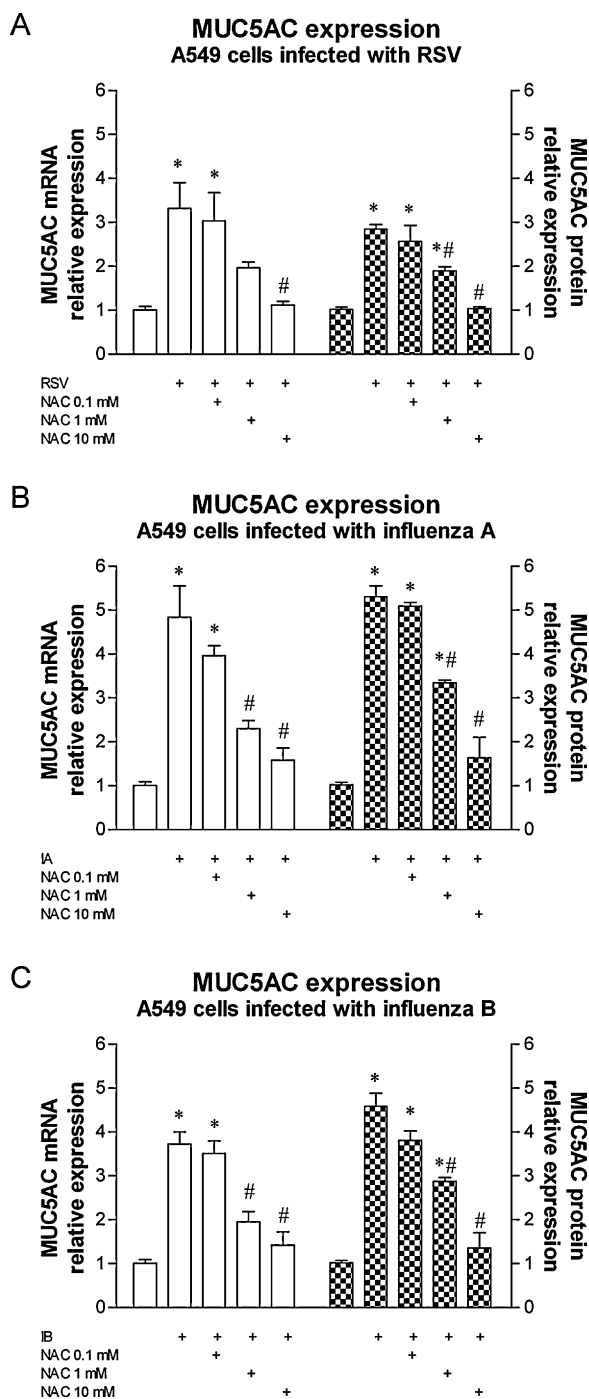 A
MUC5AC expression
A549 cells infected with RSV
MUC5AC mRNA
relative expression
6
5
4
3
2
1
0
* * # * * *# #
6
5
4
3
2
1
0
MUC5AC protein
relative expression
RSV + + + + + + + +
NAC 0.1 mM + +
NAC 1 mM + +
NAC 10 mM + +
B
MUC5AC expression
A549 cells infected with influenza A
MUC5AC mRNA
relative expression
6
5
4
3
2
1
0
* * # # * * *# #
6
5
4
3
2
1
0
MUC5AC protein
relative expression
IA + + + + + + + +
NAC 0.1 mM + +
NAC 1 mM + +
NAC 10 mM + +
C
MUC5AC expression
A549 cells infected with influenza B
MUC5AC mRNA
relative expression
6
5
4
3
2
1
0
* * # # * * *# #
6
5
4
3
2
1
0
MUC5AC protein
relative expression
IB + + + + + + + +
NAC 0.1 mM + +
NAC 1 mM + +
NAC 10 mM + +